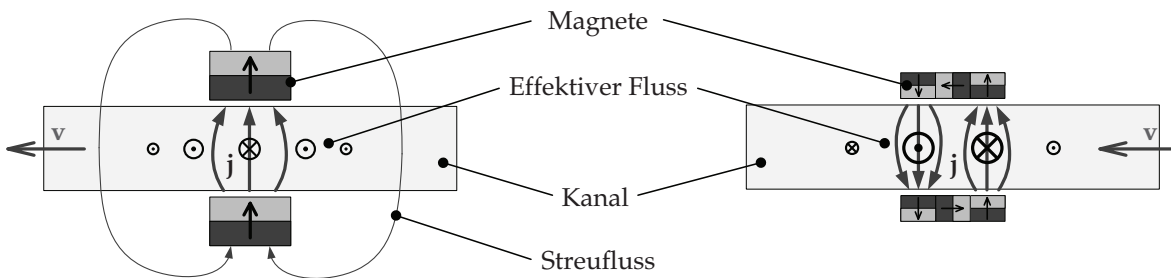 Magnete
Effektiver Fluss
v
v
j
j
Kanal
Streufluss